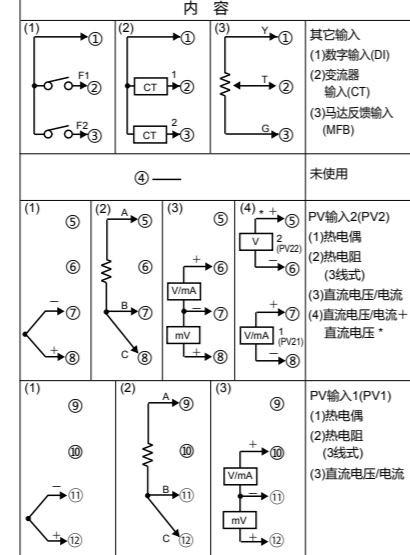 内 容
(1) (2) (3)
① ① Y ①
F1 ② CT 1 ② T ②
F2 ③ CT 2 ③ G ③
其它输入
(1)数字输入(DI)
(2)变流器
输入(CT)
(3)马达反馈输入
(MFB)
④
未使用
(1) (2) (3) (4)
⑤ A ⑤ ⑤ * + ⑤
V 2
(PV22)
⑥ ⑥ + ⑥ − ⑥
V/mA
− ⑦ B ⑦ − ⑦ + ⑦
mV V/mA 1
(PV21)
+ ⑧ C ⑧ + ⑧ − ⑧
PV输入2(PV2)
(1)热电偶
(2)热电阻
(3线式)
(3)直流电压/电流
(4)直流电压/电流+
直流电压 *
(1) (2) (3)
⑨ A ⑨ ⑨
⑩ ⑩ + ⑩
V/mA
− ⑪ B ⑪ − ⑪
mV
+ ⑫ C ⑫ + ⑫
PV输入1(PV1)
(1)热电偶
(2)热电阻
(3线式)
(3)直流电压/电流